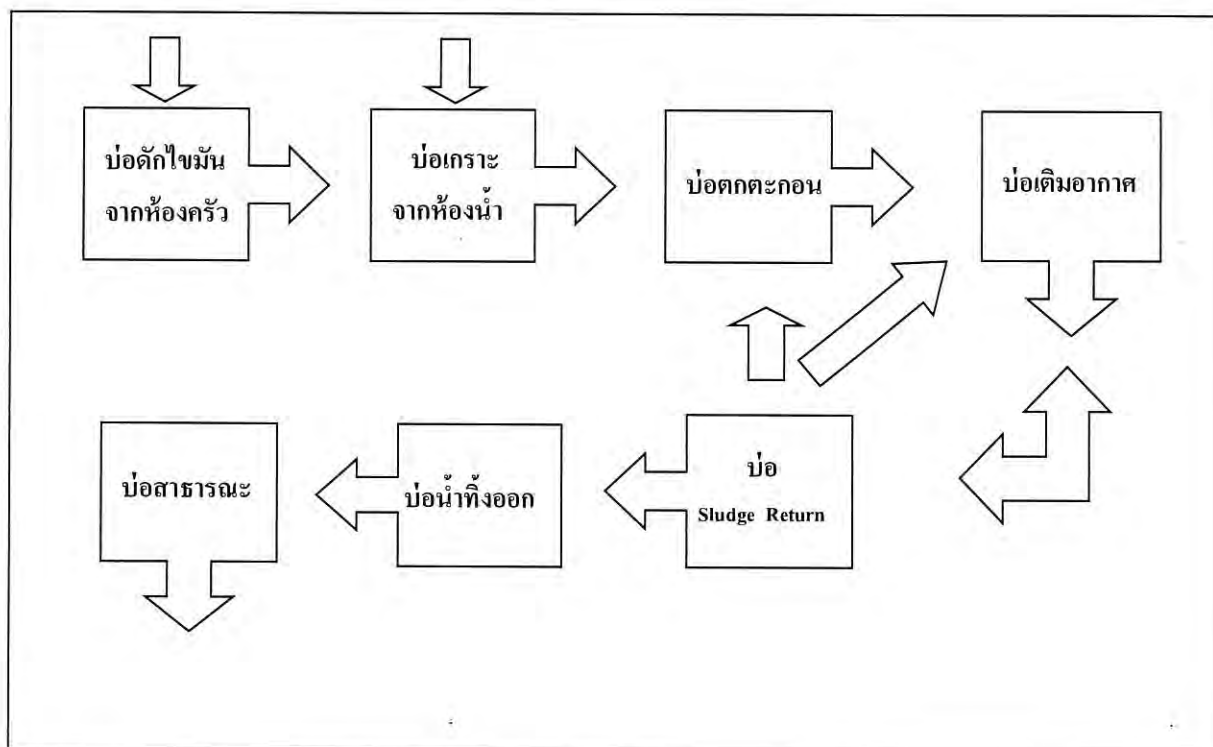 บ่อดักไขมัน
จากห้องครัว
บ่อเกราะ
จากห้องน้ำ
บ่อตกตะกอน
บ่อเติมอากาศ
บ่อสาธารณะ
บ่อน้ำทิ้งออก
บ่อ
Sludge Return